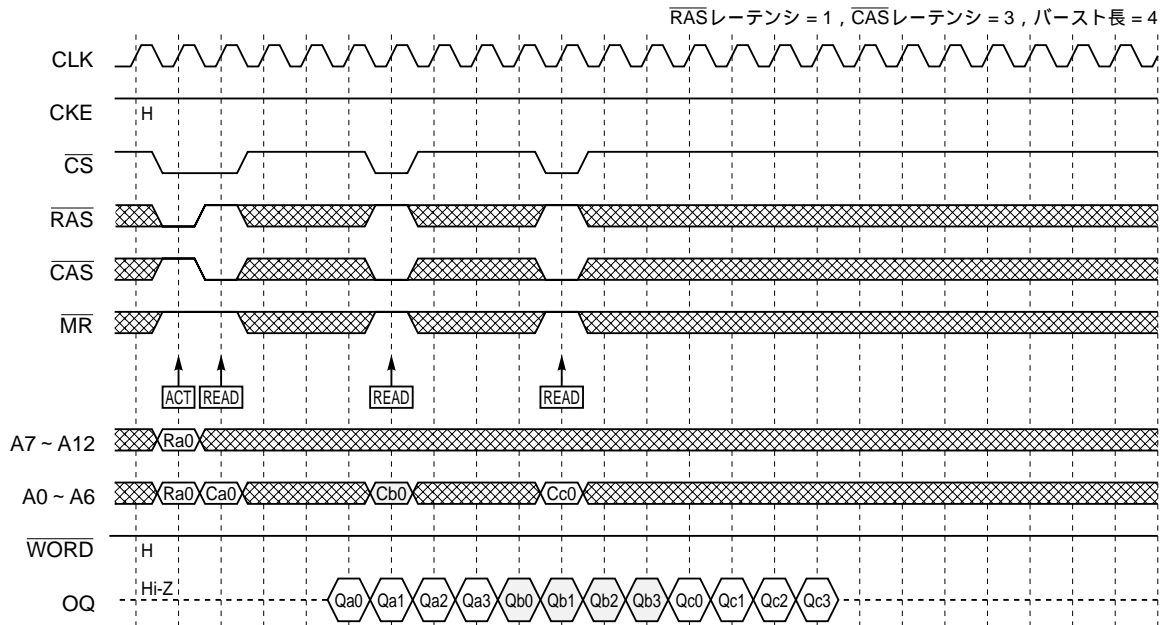 RASレーテンシ = 1 , CASレーテンシ = 3 , バースト長 = 4
CLK
CKE H
CS
RAS
CAS
MR
ACT READ READ READ
A7 ~ A12 Ra0
A0 ~ A6 Ra0 Ca0 Cb0 Cc0
WORD H
OQ Hi-Z Qa0 Qa1 Qa2 Qa3 Qb0 Qb1 Qb2 Qb3 Qc0 Qc1 Qc2 Qc3